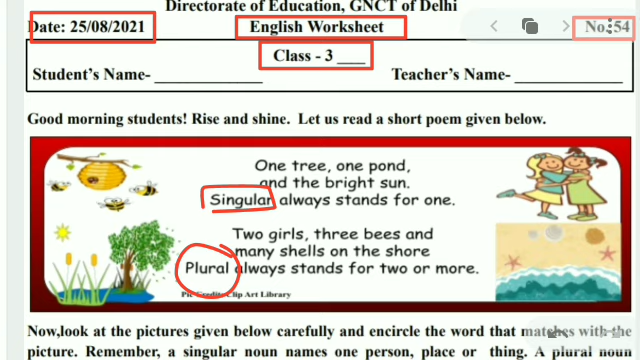 Directorate of Education, GNCT of Delhi
Date: 25/08/2021 English Worksheet No. 54
Class - 3 ____
Student's Name- ____________ Teacher's Name- ____________
Good morning students! Rise and shine. Let us read a short poem given below.
One tree, one pond,
and the bright sun.
Singular always stands for one.
Two girls, three bees and
many shells on the shore
Plural always stands for two or more.
Pic Credits Clip Art Library
Now,look at the pictures given below carefully and encircle the word that matches with the
picture. Remember, a singular noun names one person, place or thing. A plural noun